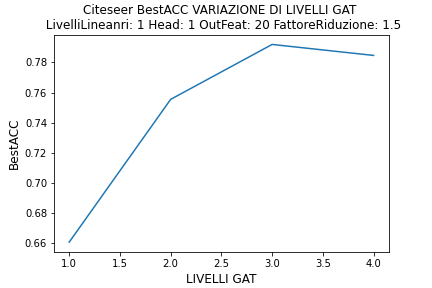 Citeseer BestACC VARIAZIONE DI LIVELLI GAT
LivelliLineanri: 1 Head: 1 OutFeat: 20 FattoreRiduzione: 1.5
0.78
0.76
0.74
0.72
0.70
0.68
0.66
BestACC
1.0 1.5 2.0 2.5 3.0 3.5 4.0
LIVELLI GAT